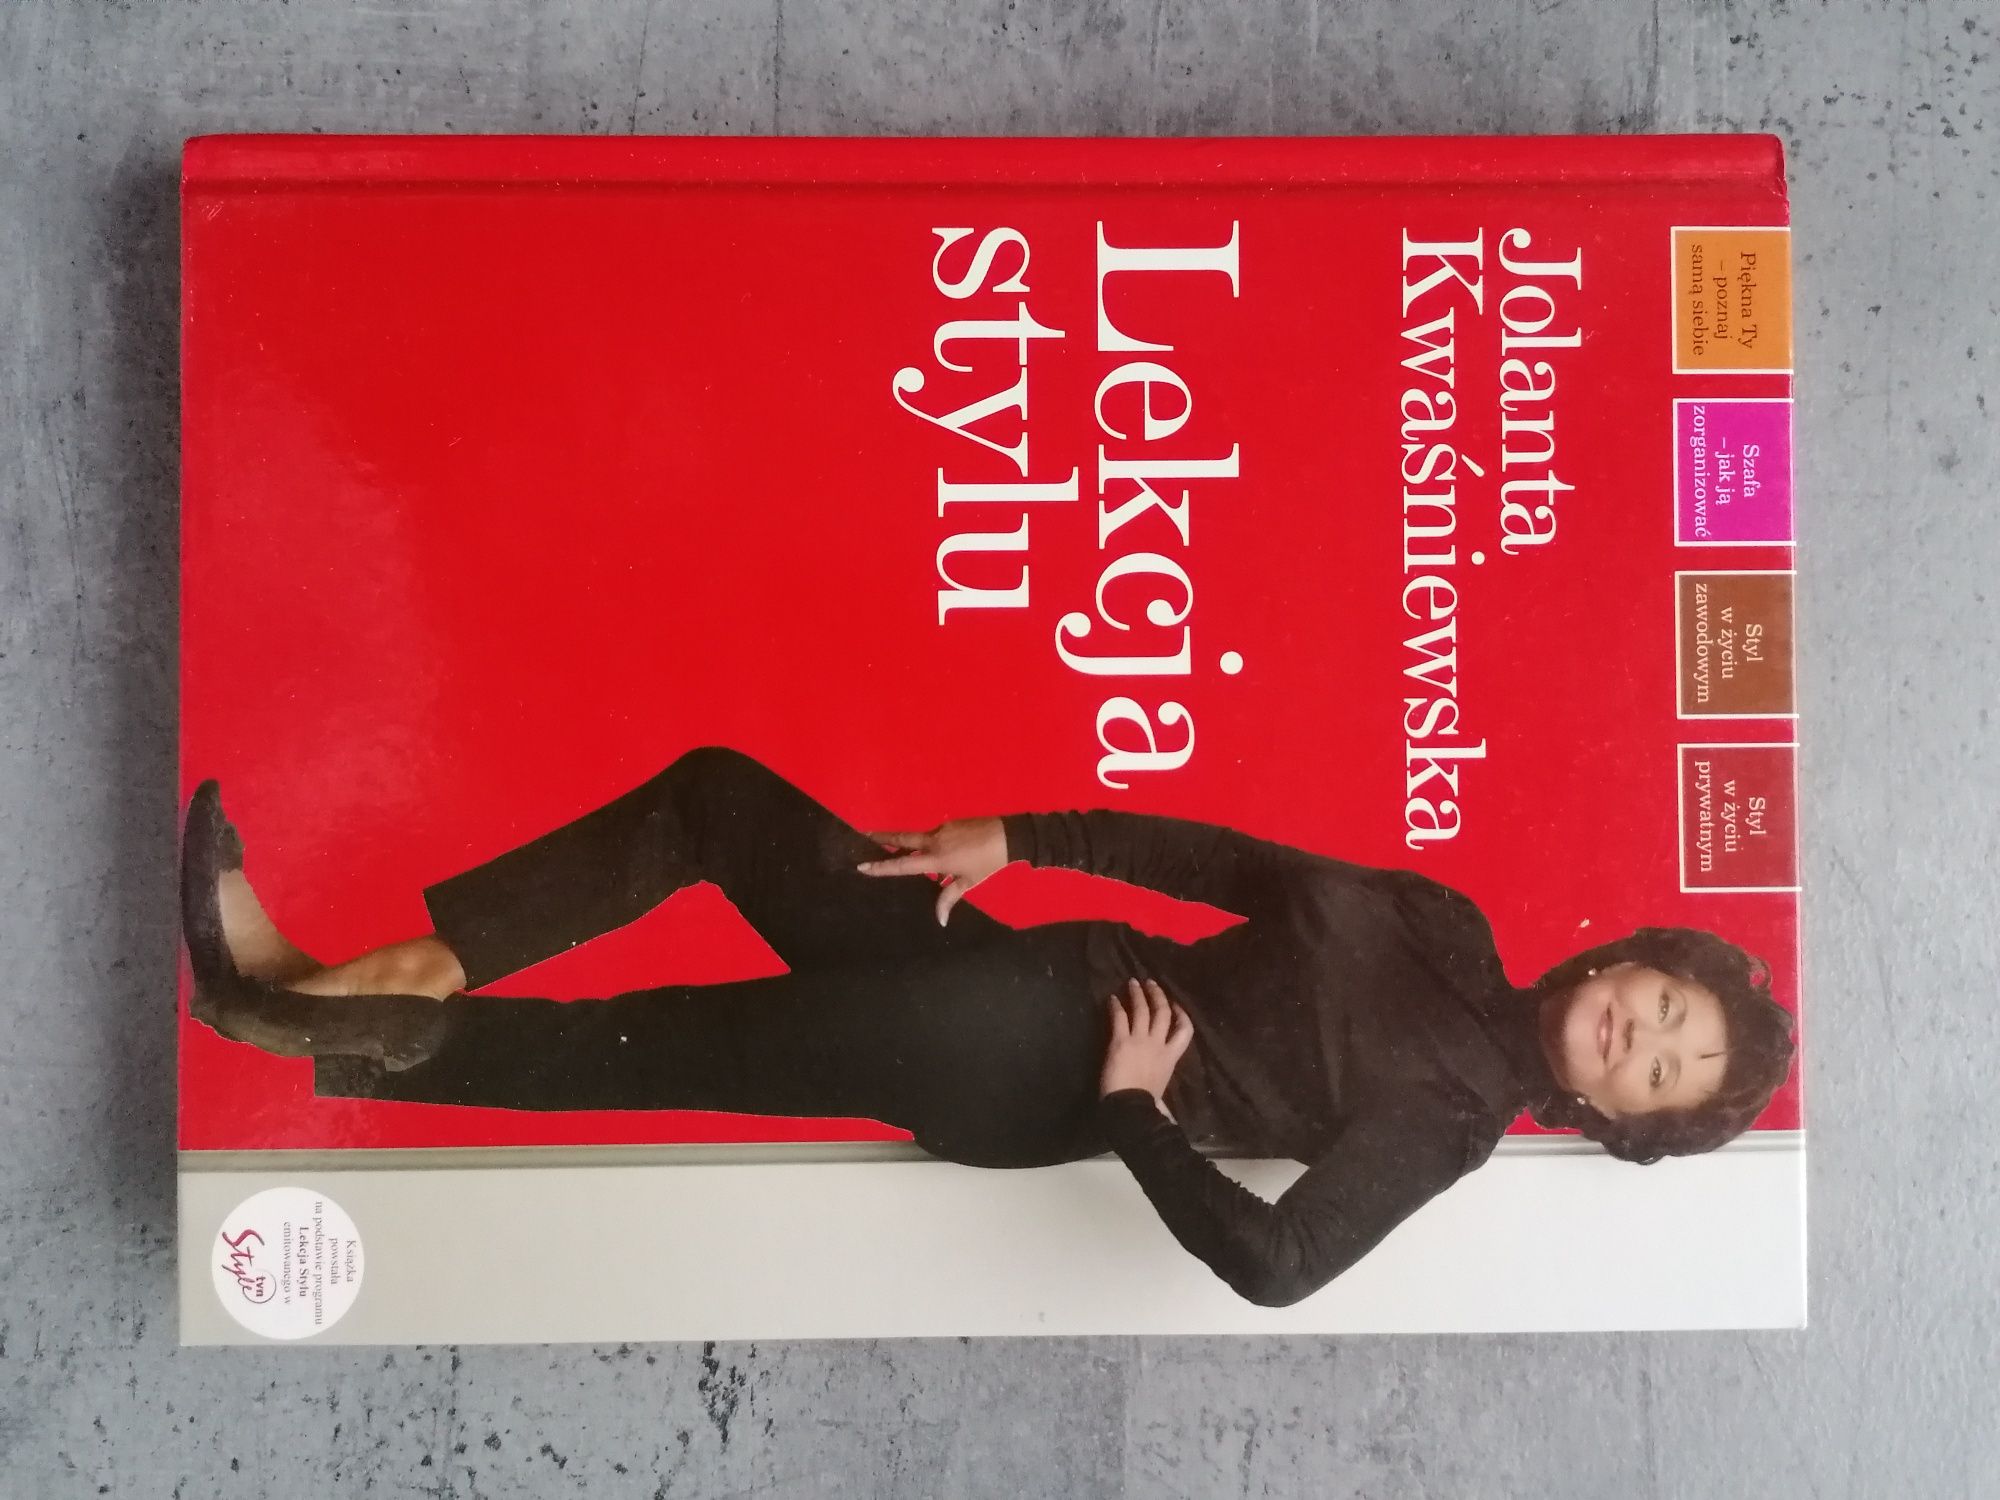 Piękna Ty
– poznaj
samą siebie
Szafa
– jak ją
zorganizować
Styl
w życiu
zawodowym
Styl
w życiu
prywatnym
Jolanta
Kwaśniewska
Lekcja
stylu
Książka
powstała
na podstawie programu
Lekcja Stylu
emitowanego w
tvn
Style